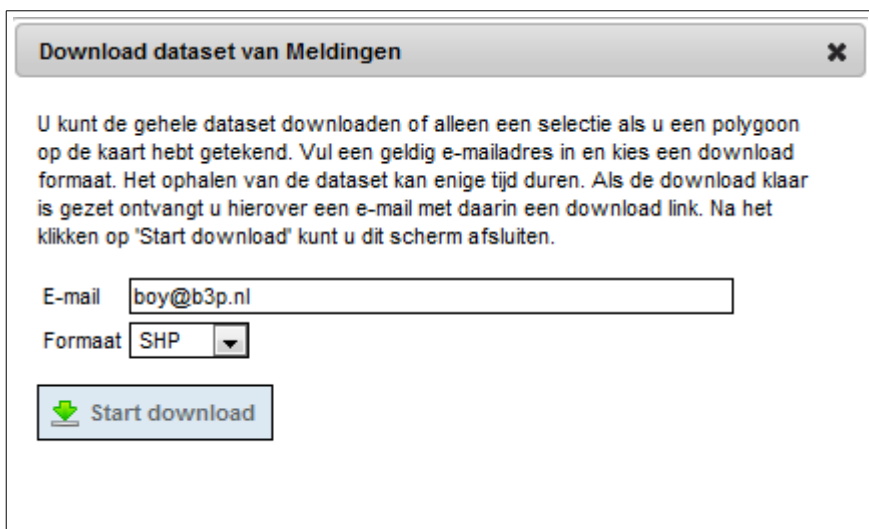 Download dataset van Meldingen
U kunt de gehele dataset downloaden of alleen een selectie als u een polygoon
op de kaart hebt getekend. Vul een geldig e-mailadres in en kies een download
formaat. Het ophalen van de dataset kan enige tijd duren. Als de download klaar
is gezet ontvangt u hierover een e-mail met daarin een download link. Na het
klikken op 'Start download' kunt u dit scherm afsluiten.
E-mail boy@b3p.nl
Formaat SHP
Start download